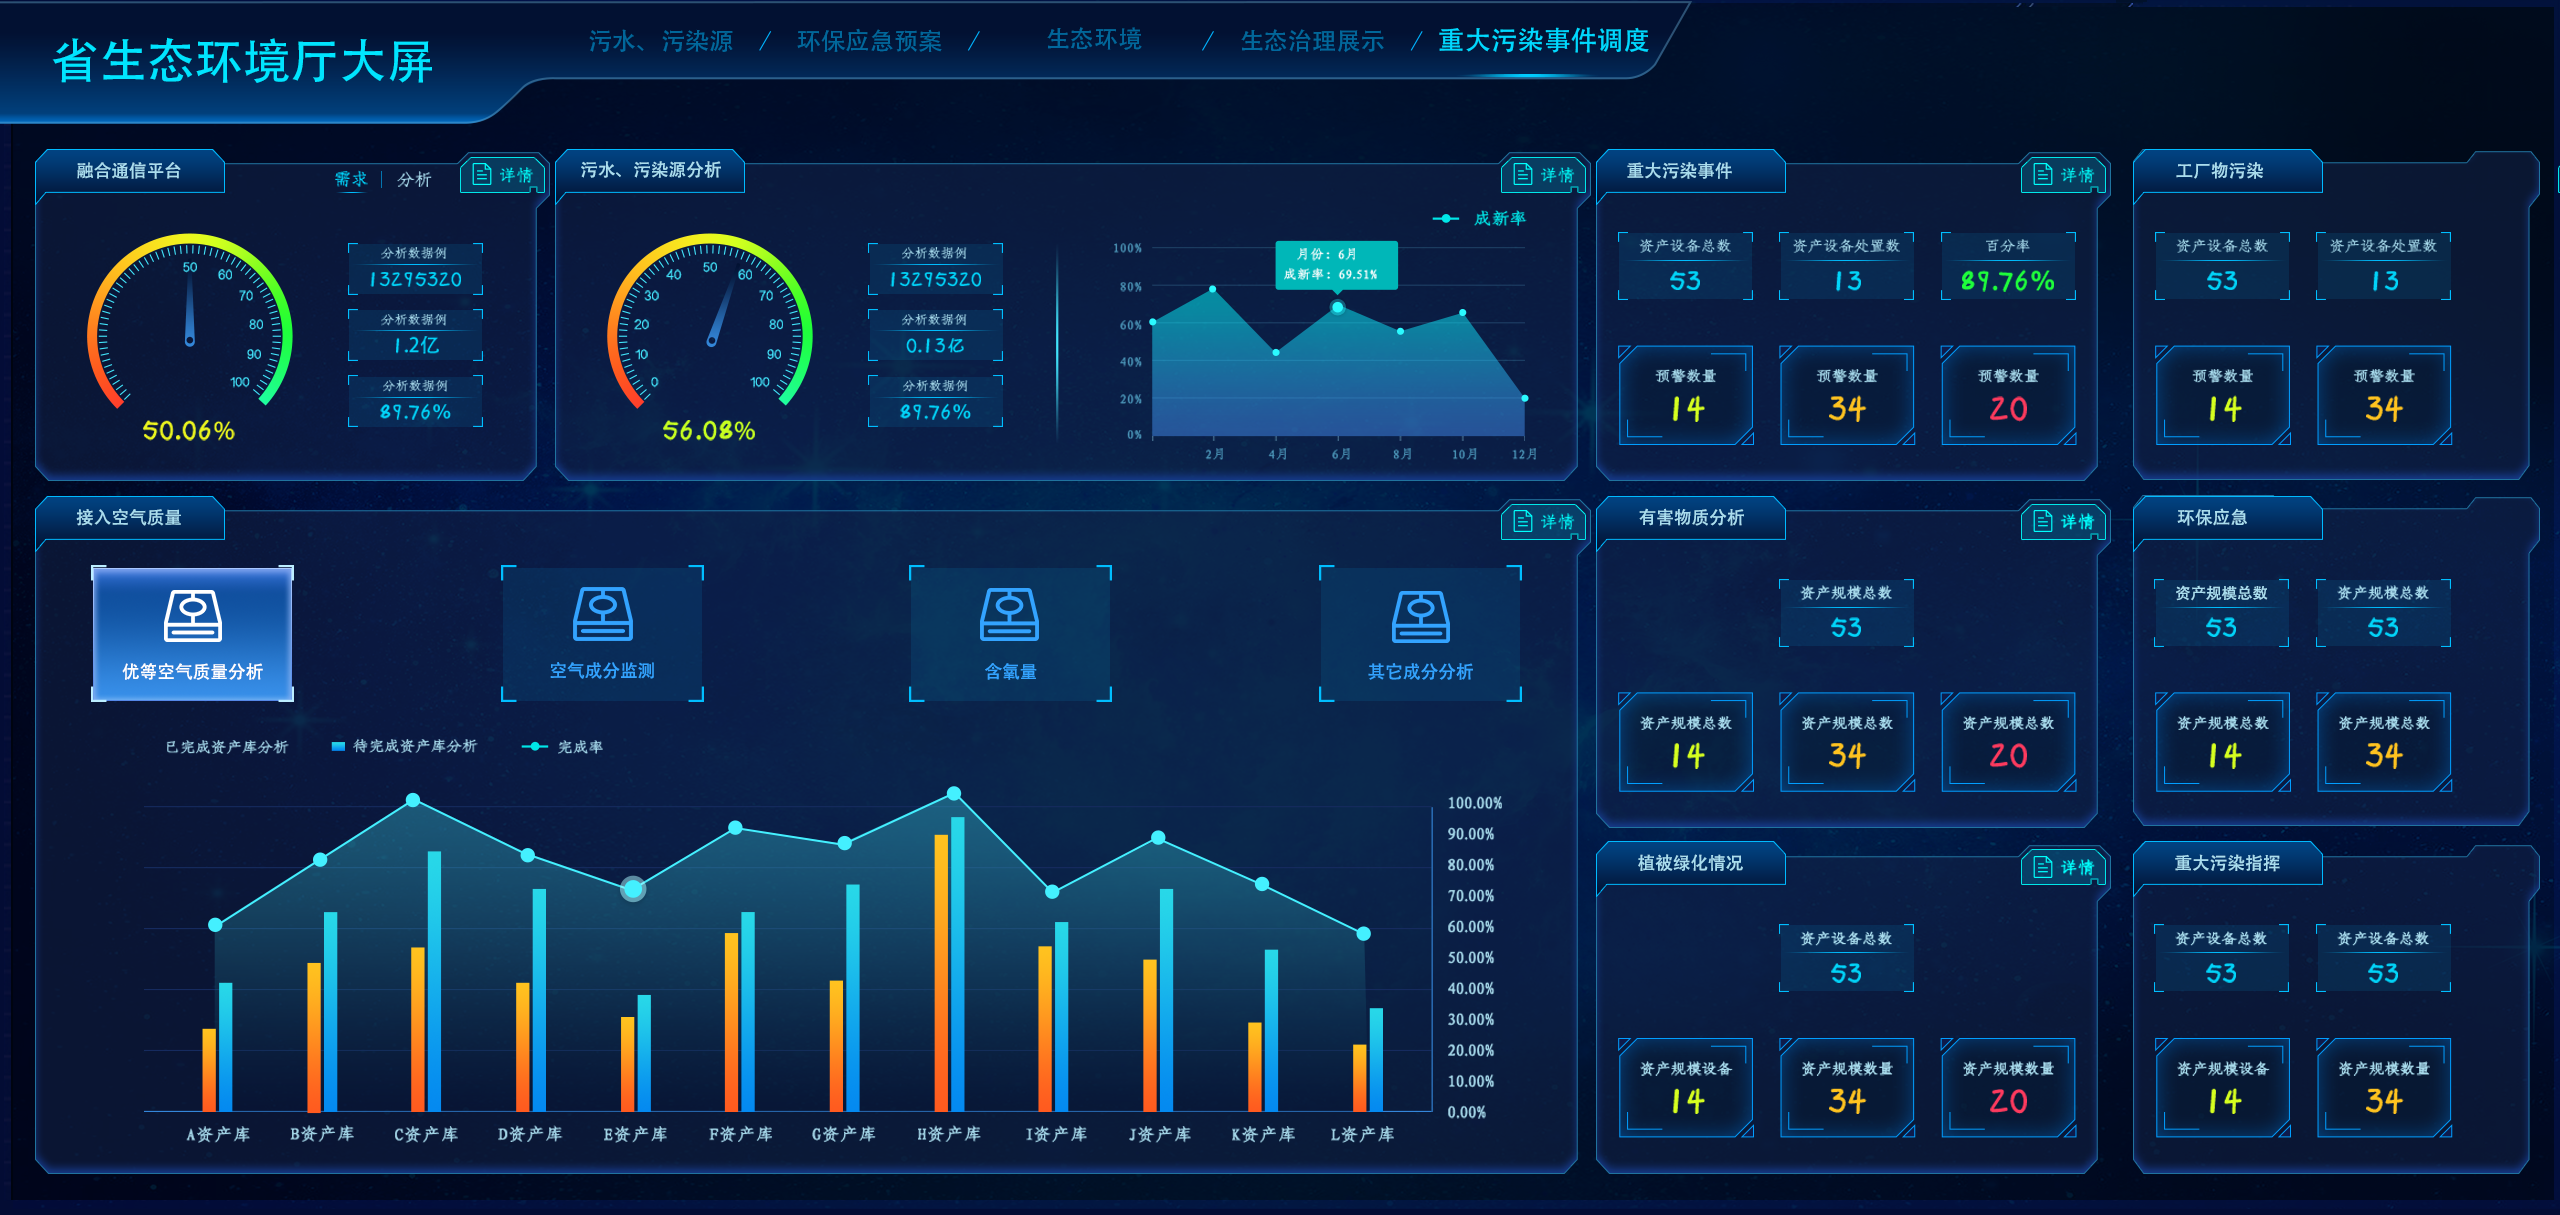 省生态环境厅大屏
污水、污染源 / 环保应急预案 / 生态环境 / 生态治理展示 / 重大污染事件调度
融合通信平台
需求 | 分析
详情
50
60
70
80
90
100
50.06%
分析数据例
13295320
分析数据例
1.2亿
分析数据例
89.76%
污水、污染源分析
详情
0
10
20
30
40
50
60
70
80
90
100
56.08%
分析数据例
13295320
分析数据例
0.13亿
分析数据例
89.76%
成新率
月份：6月
成新率：69.51%
100%
80%
60%
40%
20%
0%
2月 4月 6月 8月 10月 12月
重大污染事件
详情
资产设备总数
53
资产设备处置数
13
百分率
89.76%
预警数量
14
预警数量
34
预警数量
20
工厂物污染
资产设备总数
53
资产设备处置数
13
预警数量
14
预警数量
34
接入空气质量
详情
优等空气质量分析
空气成分监测
含氧量
其它成分分析
已完成资产库分析
待完成资产库分析
完成率
100.00%
90.00%
80.00%
70.00%
60.00%
50.00%
40.00%
30.00%
20.00%
10.00%
0.00%
A资产库 B资产库 C资产库 D资产库 E资产库 F资产库 G资产库 H资产库 I资产库 J资产库 K资产库 L资产库
有害物质分析
详情
资产规模总数
53
资产规模总数
14
资产规模总数
34
资产规模总数
20
环保应急
资产规模总数
53
资产规模总数
53
资产规模总数
14
资产规模总数
34
植被绿化情况
详情
资产设备总数
53
资产规模设备
14
资产规模数量
34
资产规模数量
20
重大污染指挥
资产设备总数
53
资产设备总数
53
资产规模设备
14
资产规模数量
34